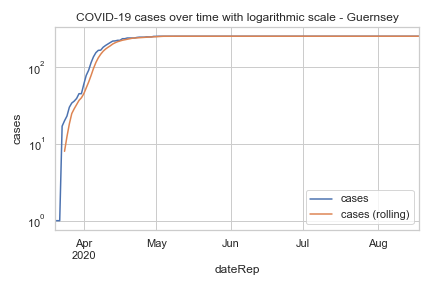 COVID-19 cases over time with logarithmic scale - Guernsey
cases
10²
10¹
10⁰
Apr
2020
May
Jun
Jul
Aug
dateRep
cases
cases (rolling)